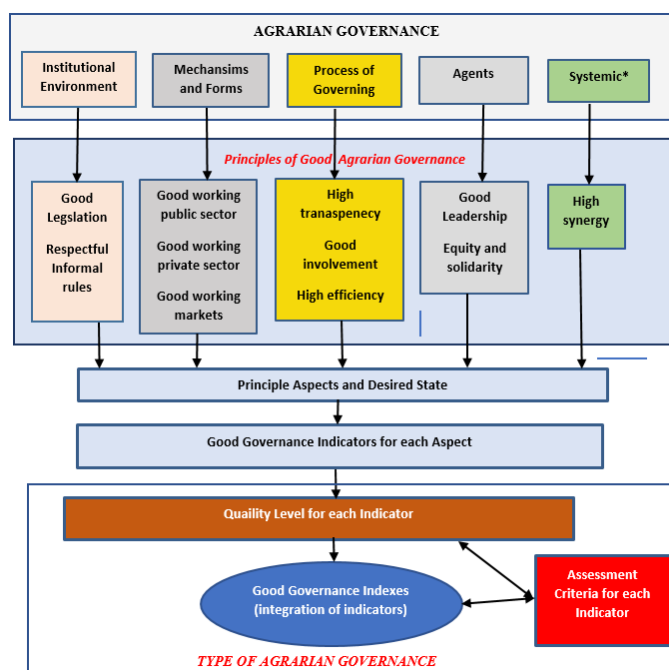 AGRARIAN GOVERNANCE
Institutional
Environment
Mechansims
and Forms
Process of
Governing
Agents
Systemic*
Principles of Good Agrarian Governance
Good
Legslation
Respectful
Informal
rules
Good working
public sector
Good working
private sector
Good working
markets
High
tranaspenecy
Good
involvement
High efficiency
Good
Leadership
Equity and
solidarity
High
synergy
Principle Aspects and Desired State
Good Governance Indicators for each Aspect
Quaility Level for each Indicator
Good Governance Indexes
(integration of indicators)
Assessment
Criteria for each
Indicator
TYPE OF AGRARIAN GOVERNANCE